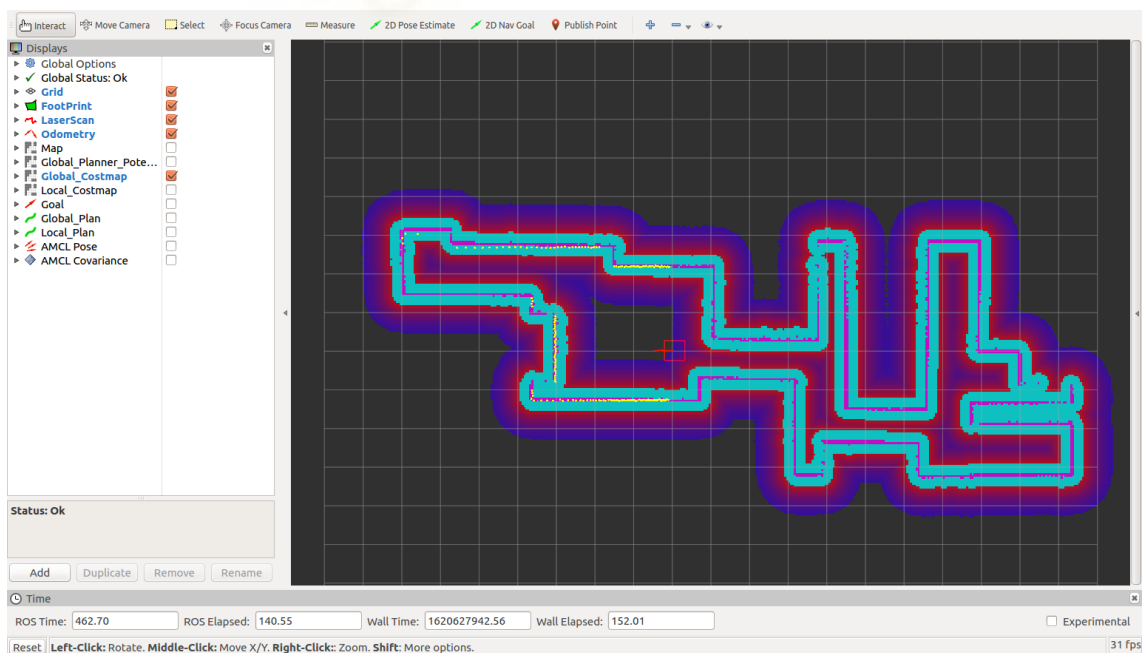 Interact Move Camera Select Focus Camera Measure 2D Pose Estimate 2D Nav Goal Publish Point
Displays
Global Options
Global Status: Ok
Grid
FootPrint
LaserScan
Odometry
Map
Global_Planner_Pote...
Global_Costmap
Local_Costmap
Goal
Global_Plan
Local_Plan
AMCL Pose
AMCL Covariance
Status: Ok
Add Duplicate Remove Rename
Time
ROS Time: 462.70 ROS Elapsed: 140.55 Wall Time: 1620627942.56 Wall Elapsed: 152.01 Experimental
Reset Left-Click: Rotate. Middle-Click: Move X/Y. Right-Click:: Zoom. Shift: More options. 31 fps